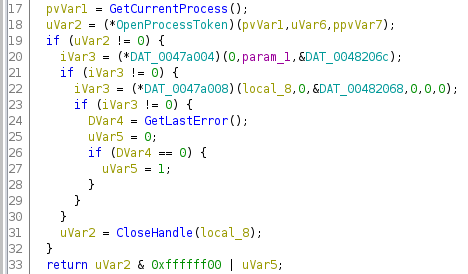 17 pvVar1 = GetCurrentProcess();
18 uVar2 = (*OpenProcessToken)(pvVar1,uVar6,ppvVar7);
19 if (uVar2 != 0) {
20 iVar3 = (*DAT_0047a004)(0,param_1,&DAT_0048206c);
21 if (iVar3 != 0) {
22 iVar3 = (*DAT_0047a008)(local_8,0,&DAT_00482068,0,0,0);
23 if (iVar3 != 0) {
24 DVar4 = GetLastError();
25 uVar5 = 0;
26 if (DVar4 == 0) {
27 uVar5 = 1;
28 }
29 }
30 }
31 uVar2 = CloseHandle(local_8);
32 }
33 return uVar2 & 0xffffff00 | uVar5;